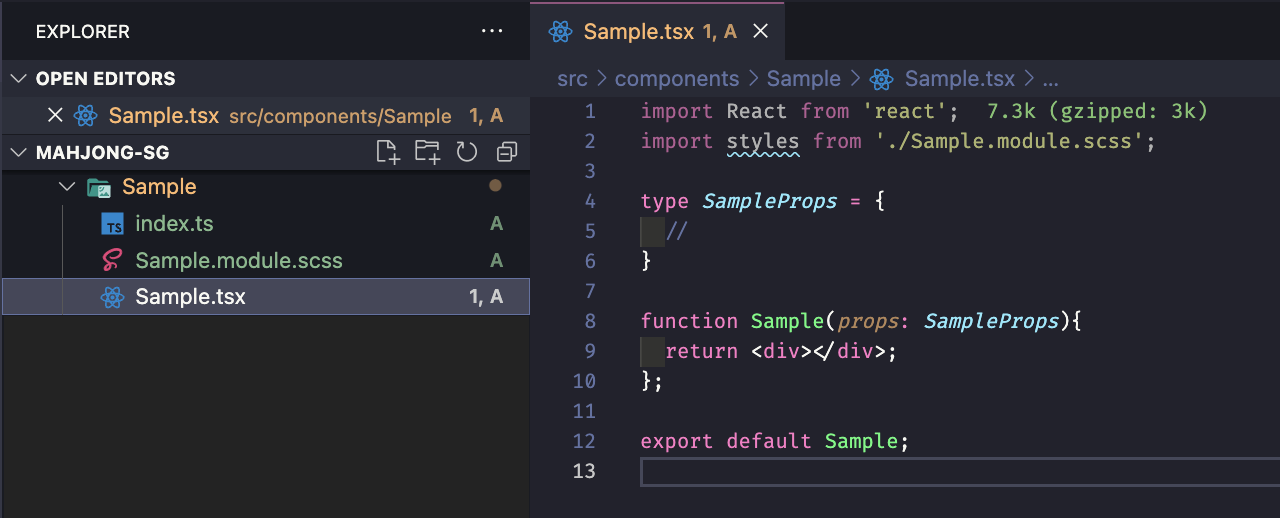 EXPLORER ...
OPEN EDITORS
Sample.tsx src/components/Sample 1, A
MAHJONG-SG
Sample
TS index.ts A
Sample.module.scss A
Sample.tsx 1, A
Sample.tsx 1, A
src > components > Sample > Sample.tsx > ...
1 import React from 'react'; 7.3k (gzipped: 3k)
2 import styles from './Sample.module.scss';
3
4 type SampleProps = {
5   //
6 }
7
8 function Sample(props: SampleProps){
9   return <div></div>;
10 };
11
12 export default Sample;
13